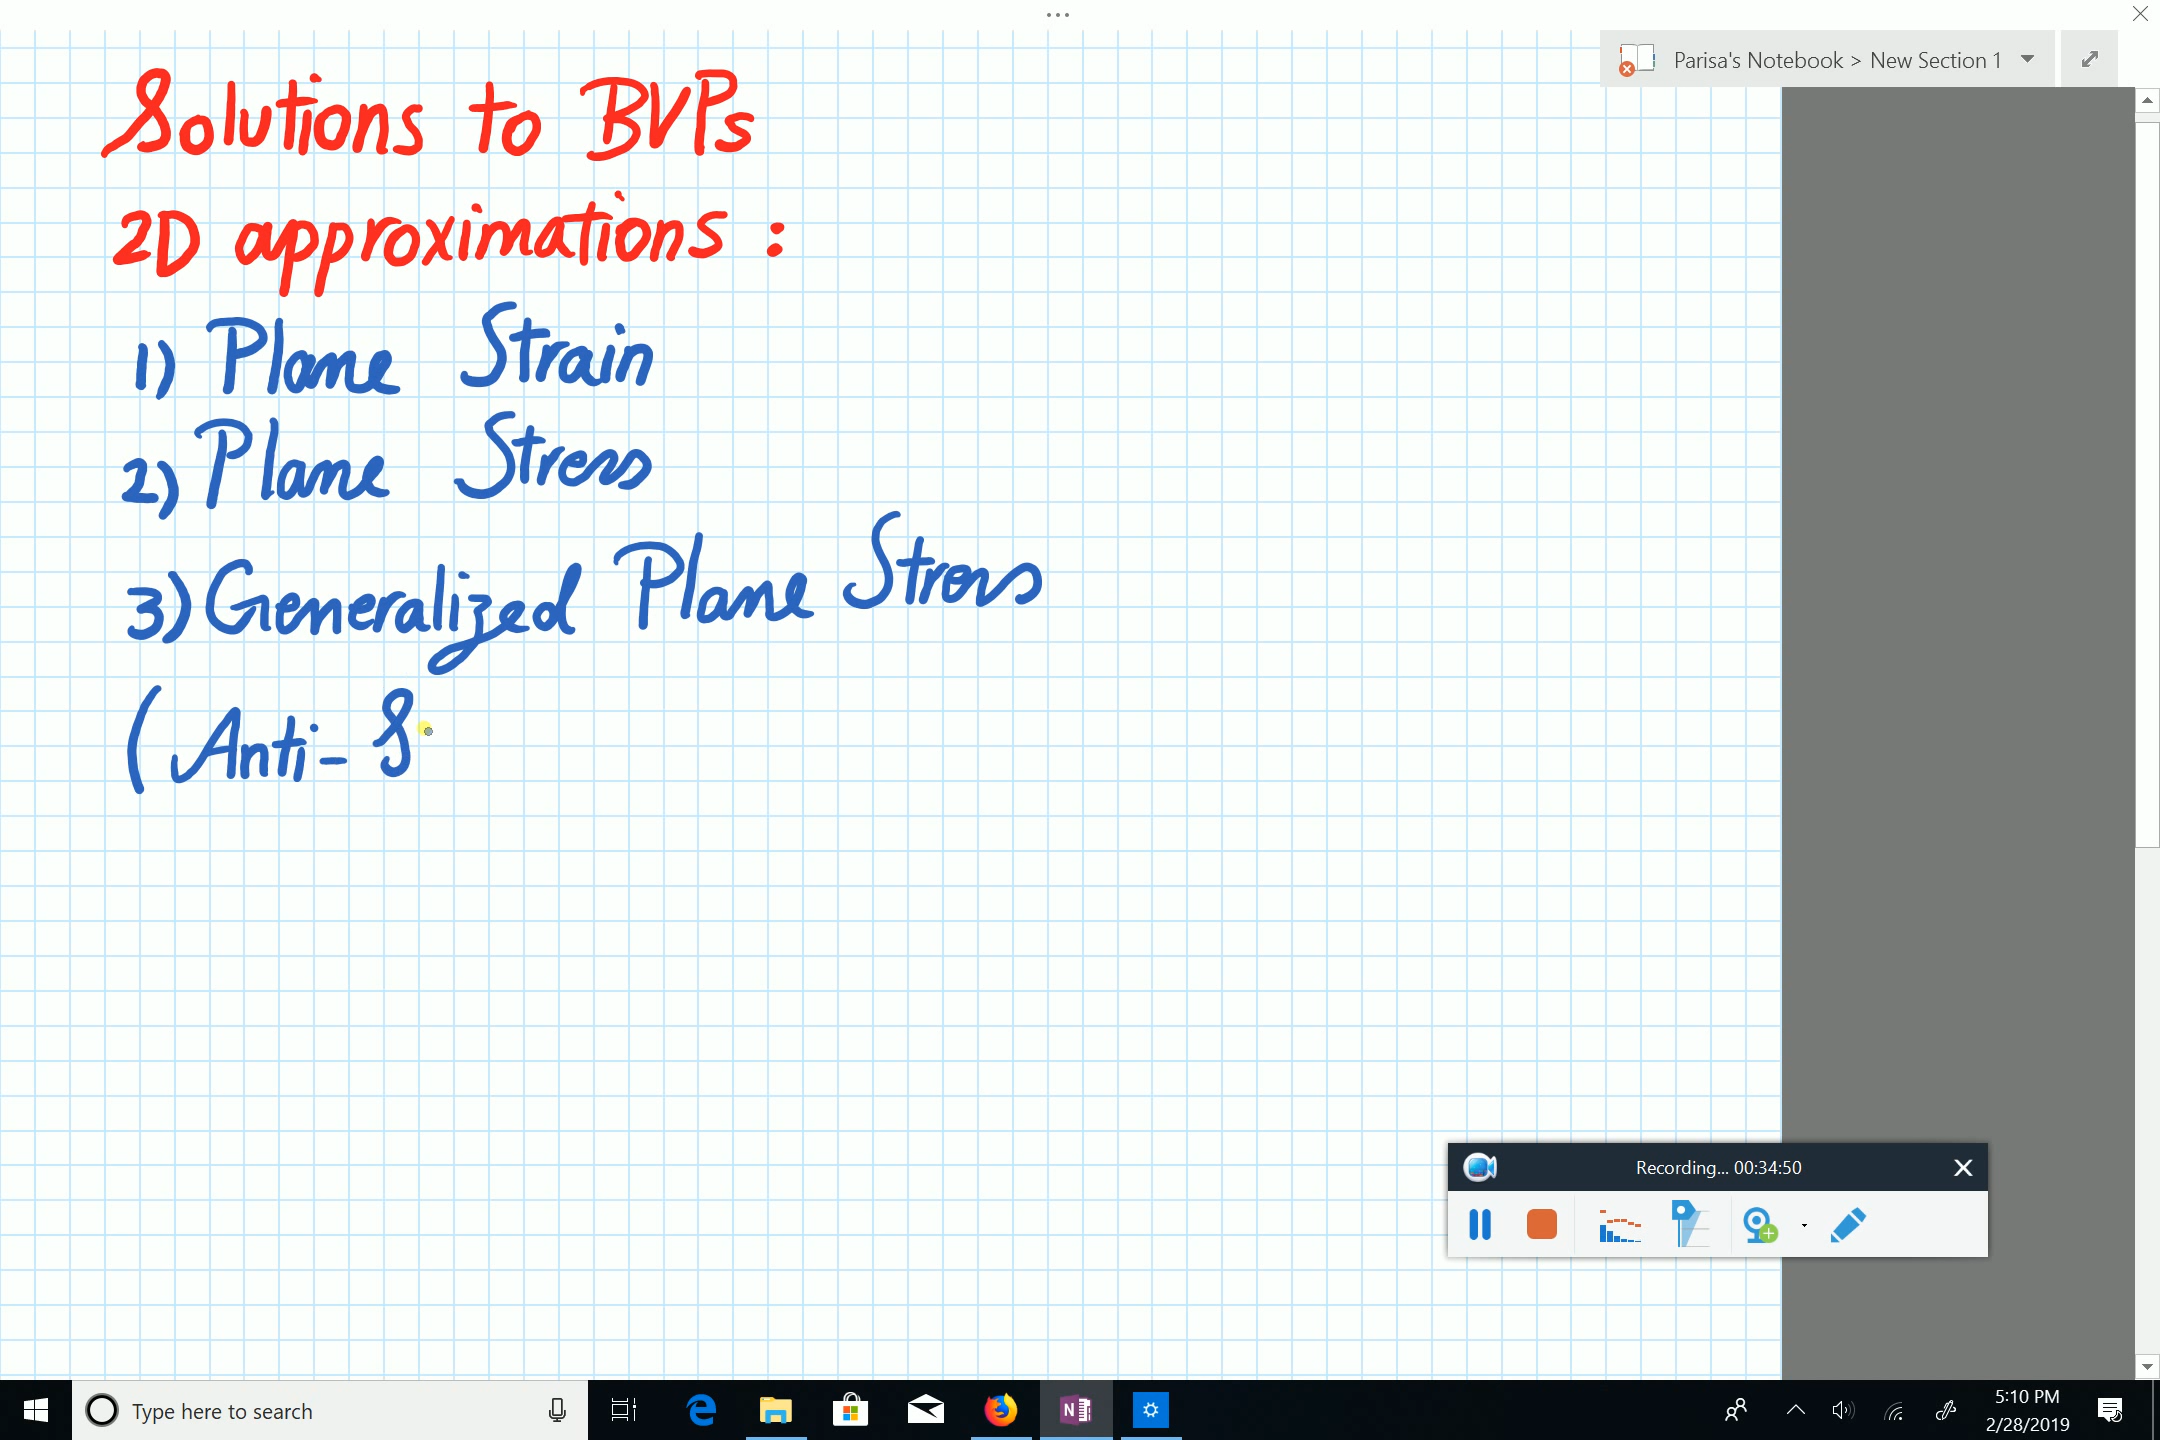 Parisa's Notebook > New Section 1
Solutions to BVPs
2D approximations :
1) Plane Strain
2) Plane Stress
3) Generalized Plane Stress
( Anti - S
Recording... 00:34:50
Type here to search
5:10 PM
2/28/2019